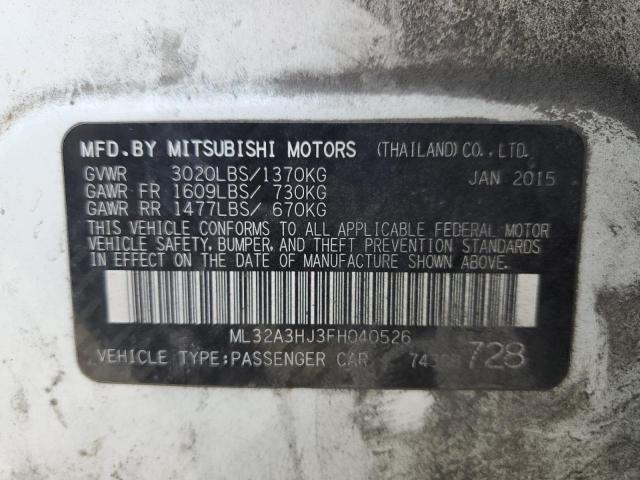 MFD.BY MITSUBISHI MOTORS (THAILAND) CO., LTD.
GVWR 3020LBS/1370KG JAN 2015
GAWR FR 1609LBS/ 730KG
GAWR RR 1477LBS/ 670KG
THIS VEHICLE CONFORMS TO ALL APPLICABLE FEDERAL MOTOR
VEHICLE SAFETY, BUMPER, AND THEFT PREVENTION STANDARDS
IN EFFECT ON THE DATE OF MANUFACTURE SHOWN ABOVE.
ML32A3HJ3FH040526
VEHICLE TYPE:PASSENGER CAR 728